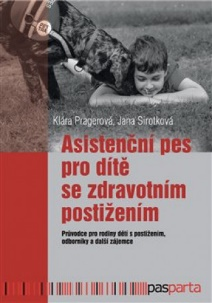 Klára Pragerová, Jana Sirotková
Asistenční pes
pro dítě
se zdravotním
postižením
Průvodce pro rodiny dětí s postižením,
odborníky a další zájemce
pasparta